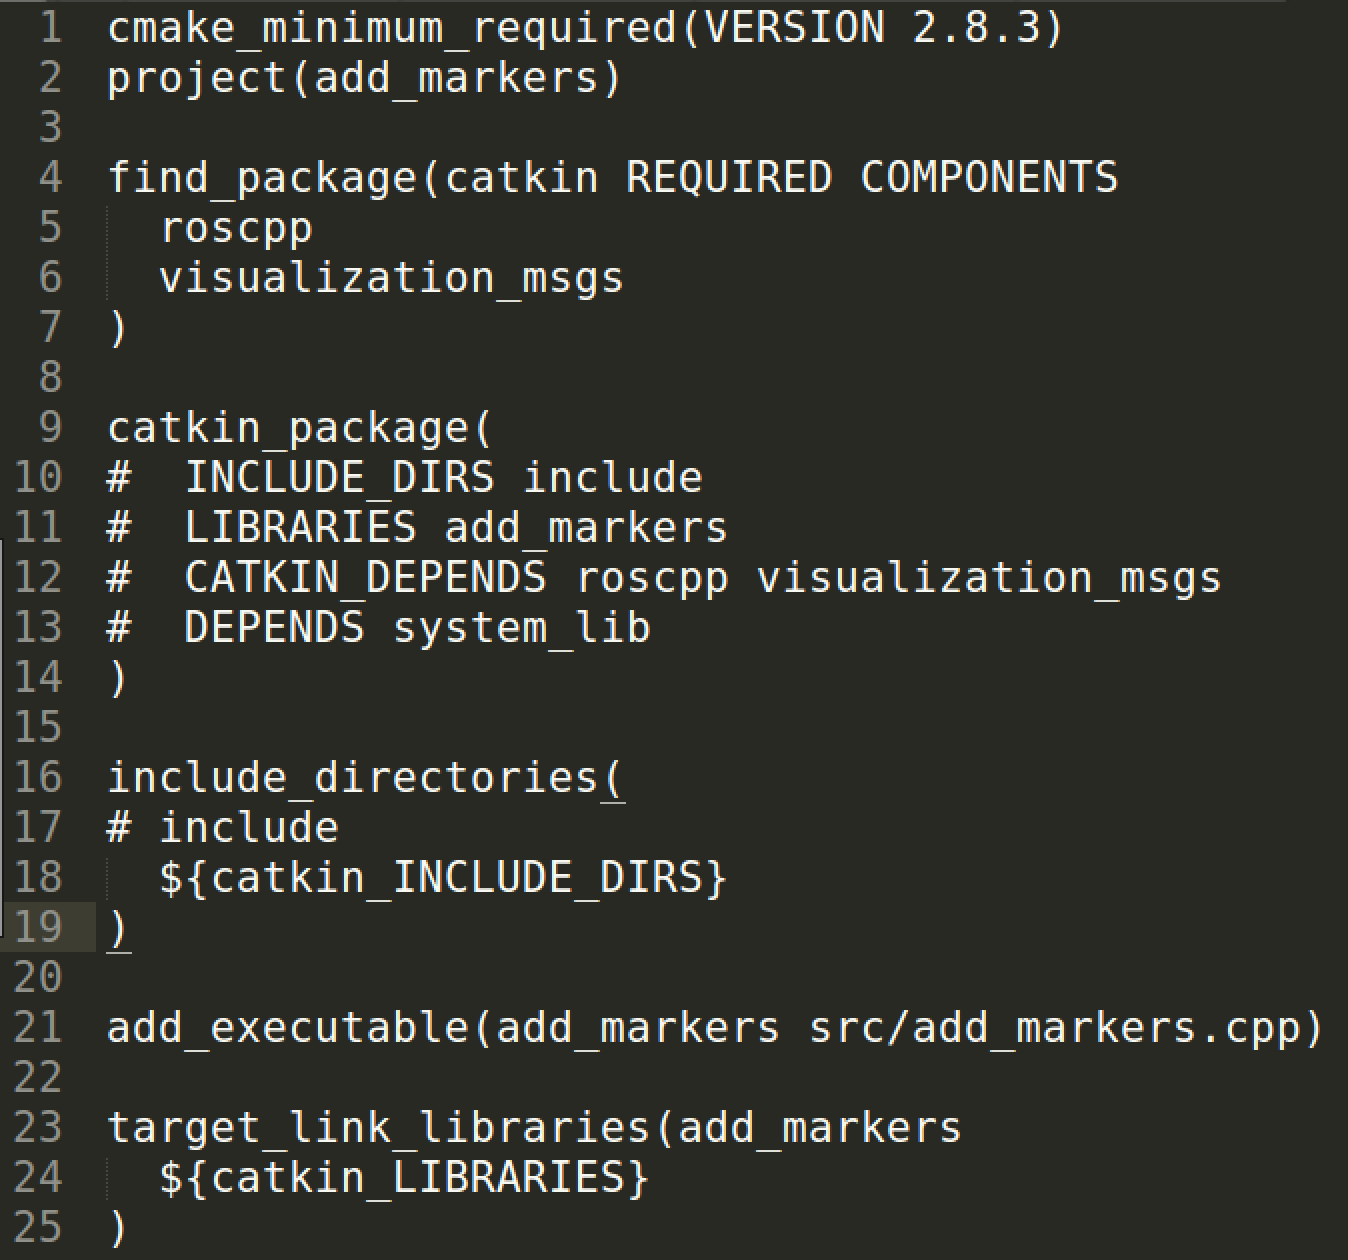 1 cmake_minimum_required(VERSION 2.8.3)
2 project(add_markers)
3
4 find_package(catkin REQUIRED COMPONENTS
5   roscpp
6   visualization_msgs
7 )
8
9 catkin_package(
10 #  INCLUDE_DIRS include
11 #  LIBRARIES add_markers
12 #  CATKIN_DEPENDS roscpp visualization_msgs
13 #  DEPENDS system_lib
14 )
15
16 include_directories(
17 # include
18   ${catkin_INCLUDE_DIRS}
19 )
20
21 add_executable(add_markers src/add_markers.cpp)
22
23 target_link_libraries(add_markers
24   ${catkin_LIBRARIES}
25 )